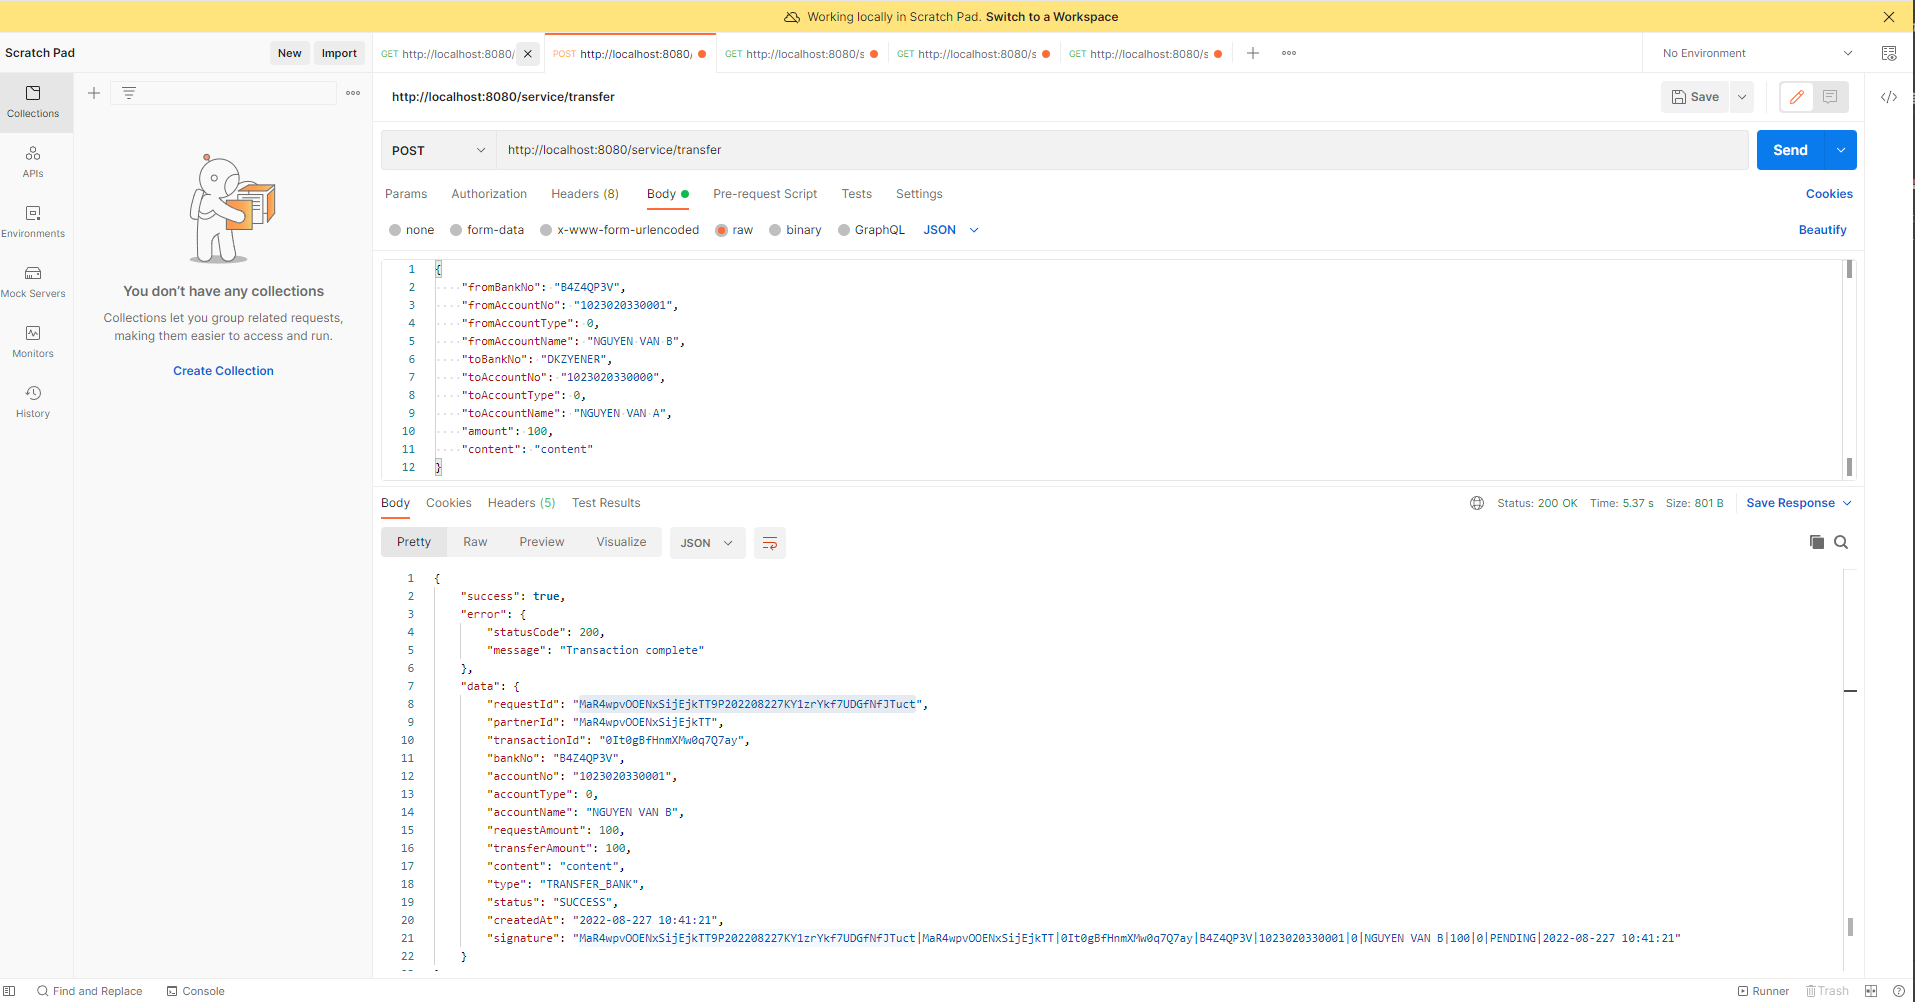 Working locally in Scratch Pad. Switch to a Workspace
Scratch Pad
New
Import
GET http://localhost:8080/
POST http://localhost:8080/
GET http://localhost:8080/s
GET http://localhost:8080/s
GET http://localhost:8080/s
No Environment
Collections
APIs
Environments
Mock Servers
Monitors
History
You don't have any collections
Collections let you group related requests,
making them easier to access and run.
Create Collection
http://localhost:8080/service/transfer
Save
POST
http://localhost:8080/service/transfer
Send
Params Authorization Headers (8) Body Pre-request Script Tests Settings
Cookies
none form-data x-www-form-urlencoded raw binary GraphQL JSON
Beautify
1 {
2 "fromBankNo": "B4Z4QP3V",
3 "fromAccountNo": "1023020330001",
4 "fromAccountType": 0,
5 "fromAccountName": "NGUYEN VAN B",
6 "toBankNo": "DKZYENER",
7 "toAccountNo": "1023020330000",
8 "toAccountType": 0,
9 "toAccountName": "NGUYEN VAN A",
10 "amount": 100,
11 "content": "content"
12 }
Body Cookies Headers (5) Test Results
Status: 200 OK Time: 5.37 s Size: 801 B
Save Response
Pretty Raw Preview Visualize JSON
1 {
2 "success": true,
3 "error": {
4 "statusCode": 200,
5 "message": "Transaction complete"
6 },
7 "data": {
8 "requestId": "MaR4wpvOOENxSijEjkTT9P202208227KY1zrYkf7UDGfNfJTuct",
9 "partnerId": "MaR4wpvOOENxSijEjkTT",
10 "transactionId": "0It0gBfHnmXMw0q7Q7ay",
11 "bankNo": "B4Z4QP3V",
12 "accountNo": "1023020330001",
13 "accountType": 0,
14 "accountName": "NGUYEN VAN B",
15 "requestAmount": 100,
16 "transferAmount": 100,
17 "content": "content",
18 "type": "TRANSFER_BANK",
19 "status": "SUCCESS",
20 "createdAt": "2022-08-227 10:41:21",
21 "signature": "MaR4wpvOOENxSijEjkTT9P202208227KY1zrYkf7UDGfNfJTuct|MaR4wpvOOENxSijEjkTT|0It0gBfHnmXMw0q7Q7ay|B4Z4QP3V|1023020330001|0|NGUYEN VAN B|100|0|PENDING|2022-08-227 10:41:21"
22 }
Find and Replace
Console
Runner
Trash